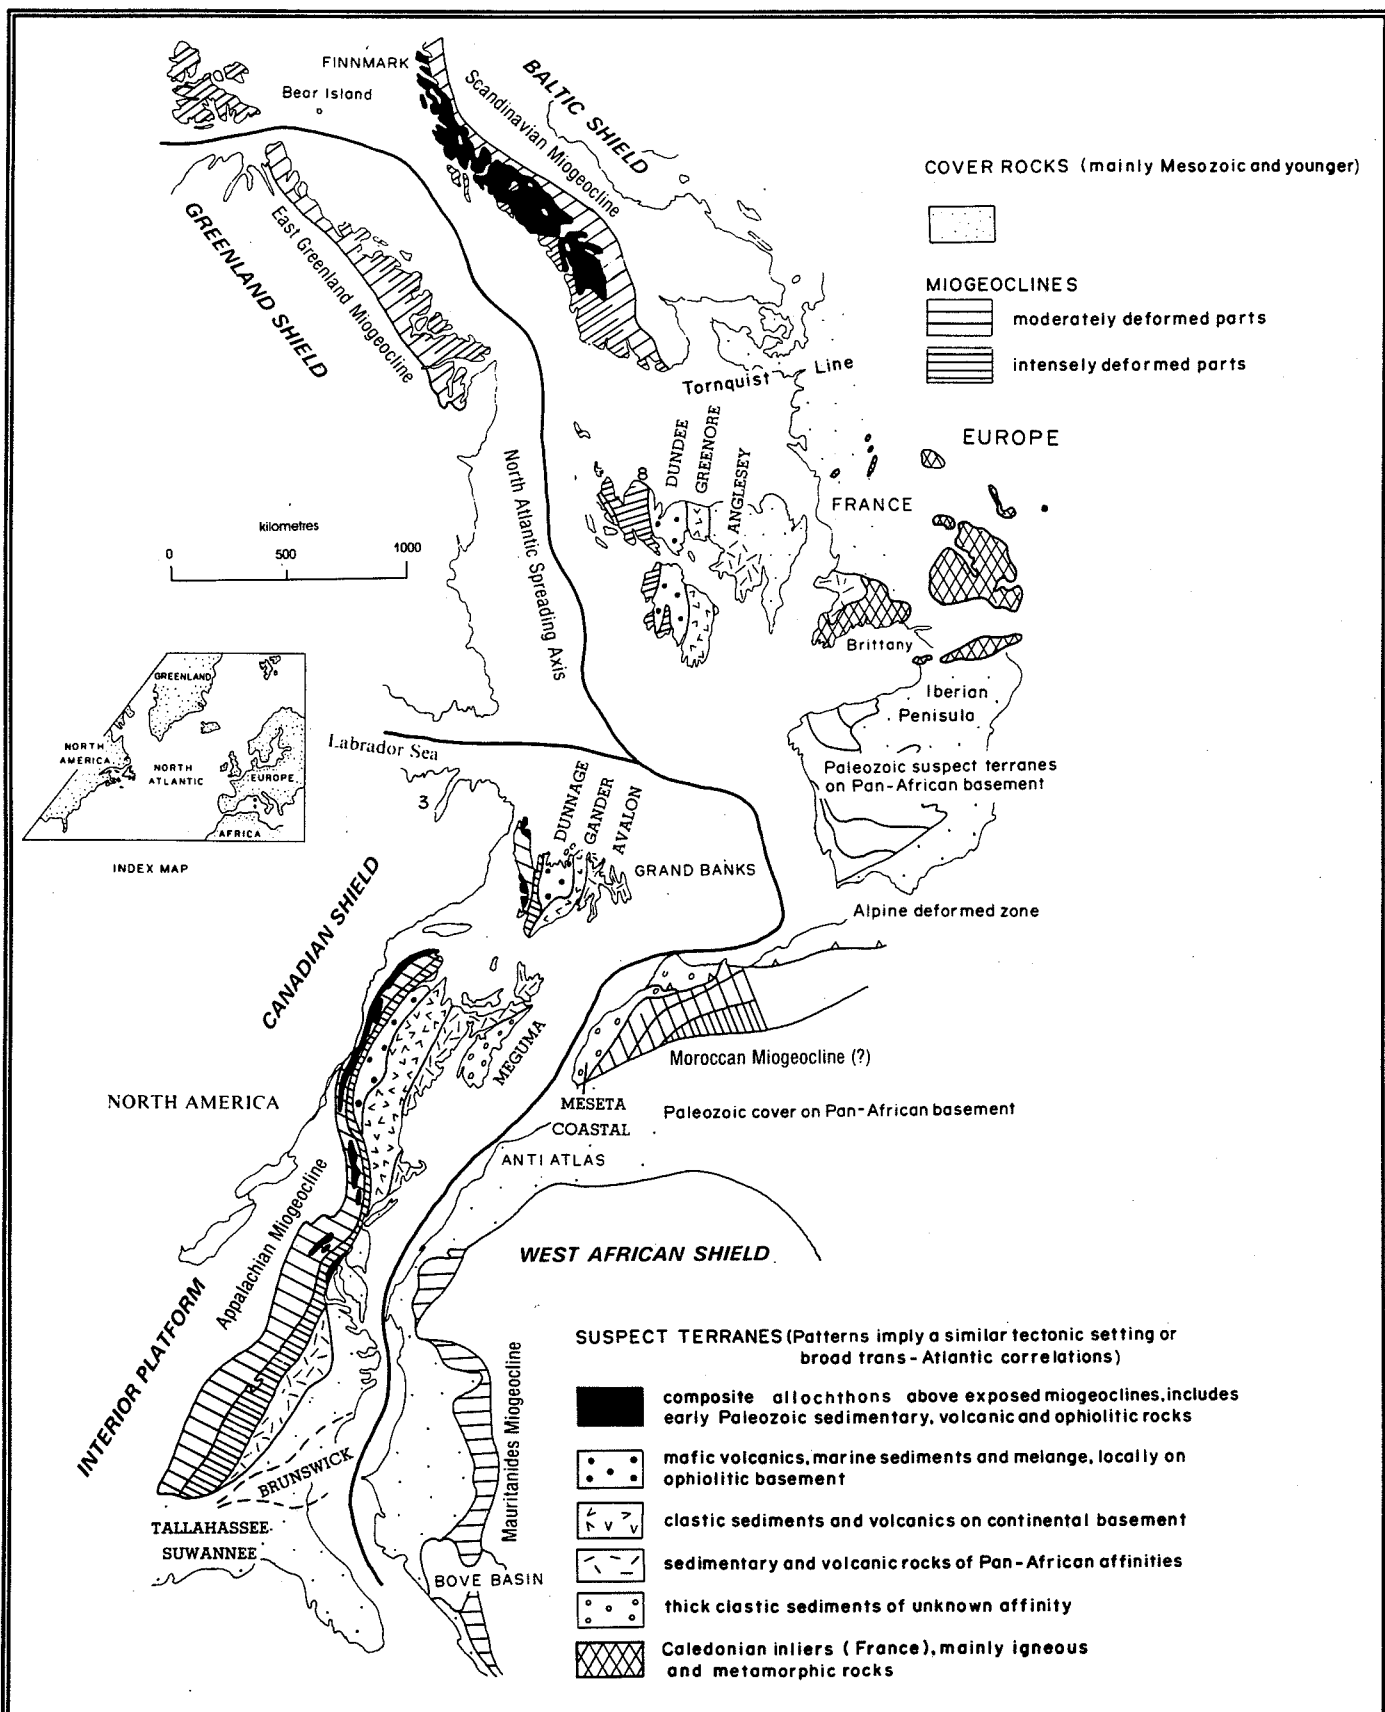 FINNMARK
Bear Island
BALTIC SHIELD
Scandinavian Miogeocline
GREENLAND SHIELD
East Greenland Miogeocline
COVER ROCKS (mainly Mesozoic and younger)
MIOGEOCLINES
moderately deformed parts
intensely deformed parts
Tornquist Line
EUROPE
DUNDEE
GREENORE
ANGLESEY
8
FRANCE
North Atlantic Spreading Axis
kilometres
0 500 1000
Brittany
Iberian
Penisula
Paleozoic suspect terranes
on Pan-African basement
GREENLAND
NORTH
AMERICA
NORTH
ATLANTIC
EUROPE
AFRICA
INDEX MAP
Labrador Sea
3
DUNNAGE
GANDER
AVALON
GRAND BANKS
Alpine deformed zone
CANADIAN SHIELD
MEGUMA
Moroccan Miogeocline (?)
NORTH AMERICA
MESETA
COASTAL
Paleozoic cover on Pan-African basement
ANTI ATLAS
Appalachian Miogeocline
WEST AFRICAN SHIELD
INTERIOR PLATFORM
Mauritanides Miogeocline
BRUNSWICK
TALLAHASSEE
SUWANNEE
BOVE BASIN
SUSPECT TERRANES (Patterns imply a similar tectonic setting or
broad trans-Atlantic correlations)
composite allochthons above exposed miogeoclines, includes
early Paleozoic sedimentary, volcanic and ophiolitic rocks
mafic volcanics, marine sediments and melange, locally on
ophiolitic basement
clastic sediments and volcanics on continental basement
sedimentary and volcanic rocks of Pan-African affinities
thick clastic sediments of unknown affinity
Caledonian inliers (France), mainly igneous
and metamorphic rocks